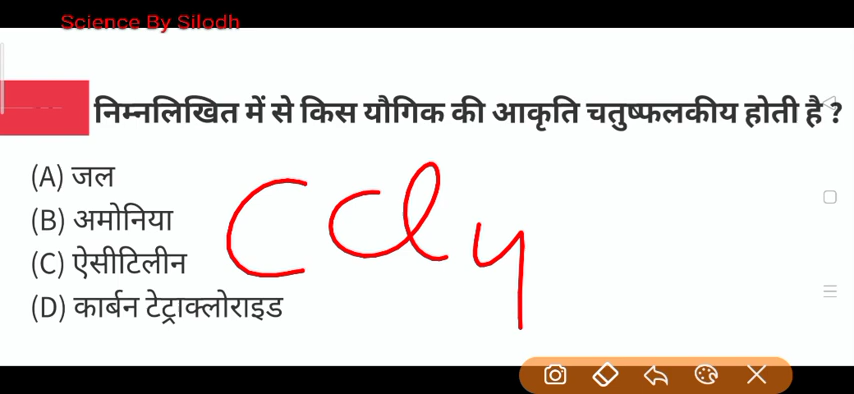 Science By Silodh
निम्नलिखित में से किस यौगिक की आकृति चतुष्फलकीय होती है ?
(A) जल
(B) अमोनिया
(C) ऐसीटिलीन
(D) कार्बन टेट्राक्लोराइड
CCl4